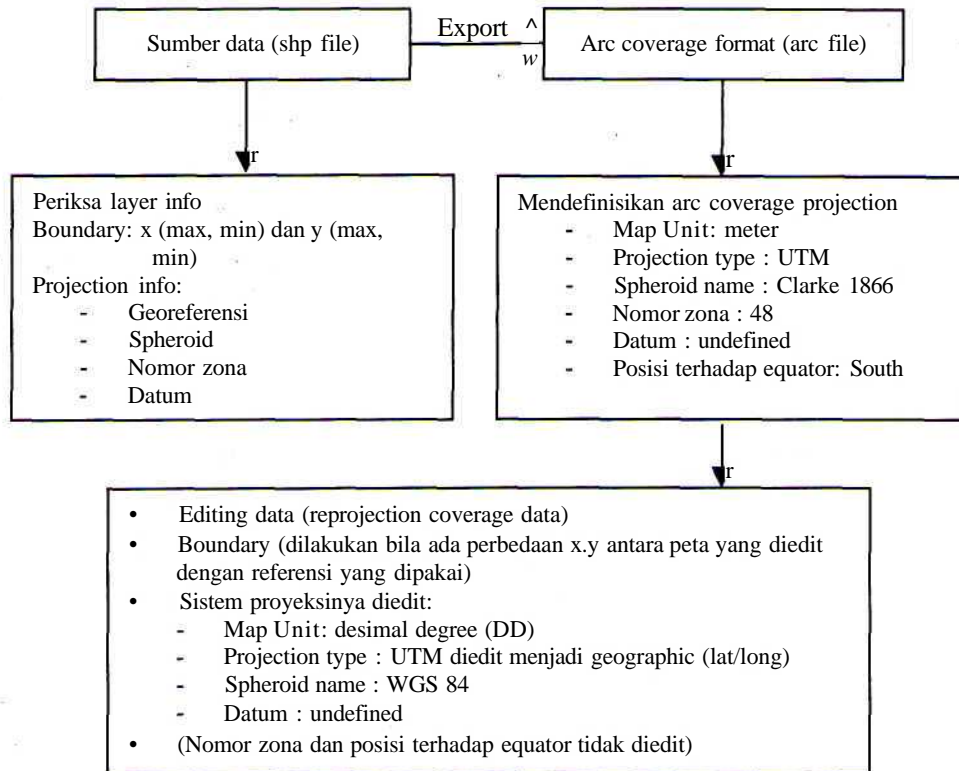 Sumber data (shp file)
Export ^
w
Arc coverage format (arc file)
r
r
Periksa layer info
Boundary: x (max, min) dan y (max,
min)
Projection info:
- Georeferensi
- Spheroid
- Nomor zona
- Datum
Mendefinisikan arc coverage projection
- Map Unit: meter
- Projection type : UTM
- Spheroid name : Clarke 1866
- Nomor zona : 48
- Datum : undefined
- Posisi terhadap equator: South
r
• Editing data (reprojection coverage data)
• Boundary (dilakukan bila ada perbedaan x.y antara peta yang diedit
dengan referensi yang dipakai)
• Sistem proyeksinya diedit:
- Map Unit: desimal degree (DD)
- Projection type : UTM diedit menjadi geographic (lat/long)
- Spheroid name : WGS 84
- Datum : undefined
• (Nomor zona dan posisi terhadap equator tidak diedit)